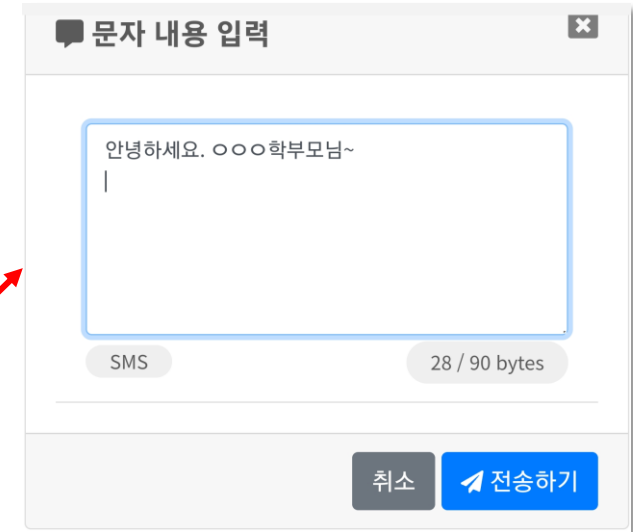 문자 내용 입력
안녕하세요. ㅇㅇㅇ학부모님~
SMS
28 / 90 bytes
취소
전송하기